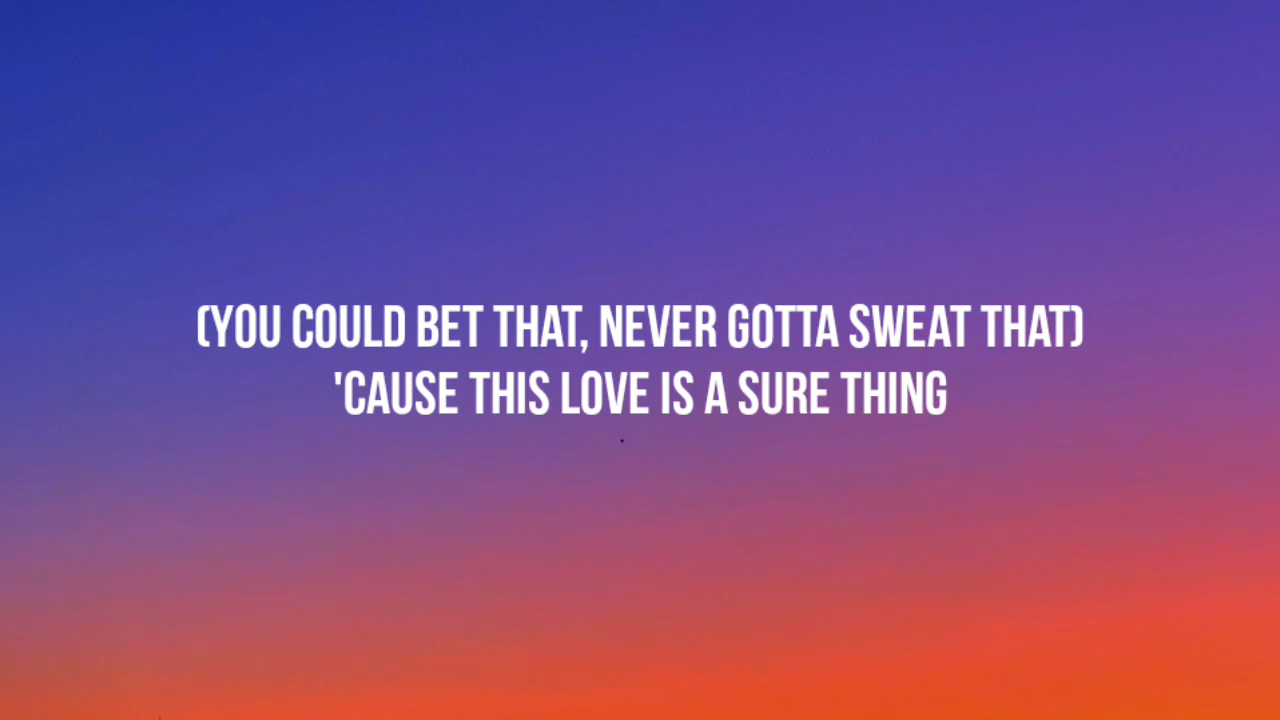 (YOU COULD BET THAT, NEVER GOTTA SWEAT THAT)
'CAUSE THIS LOVE IS A SURE THING